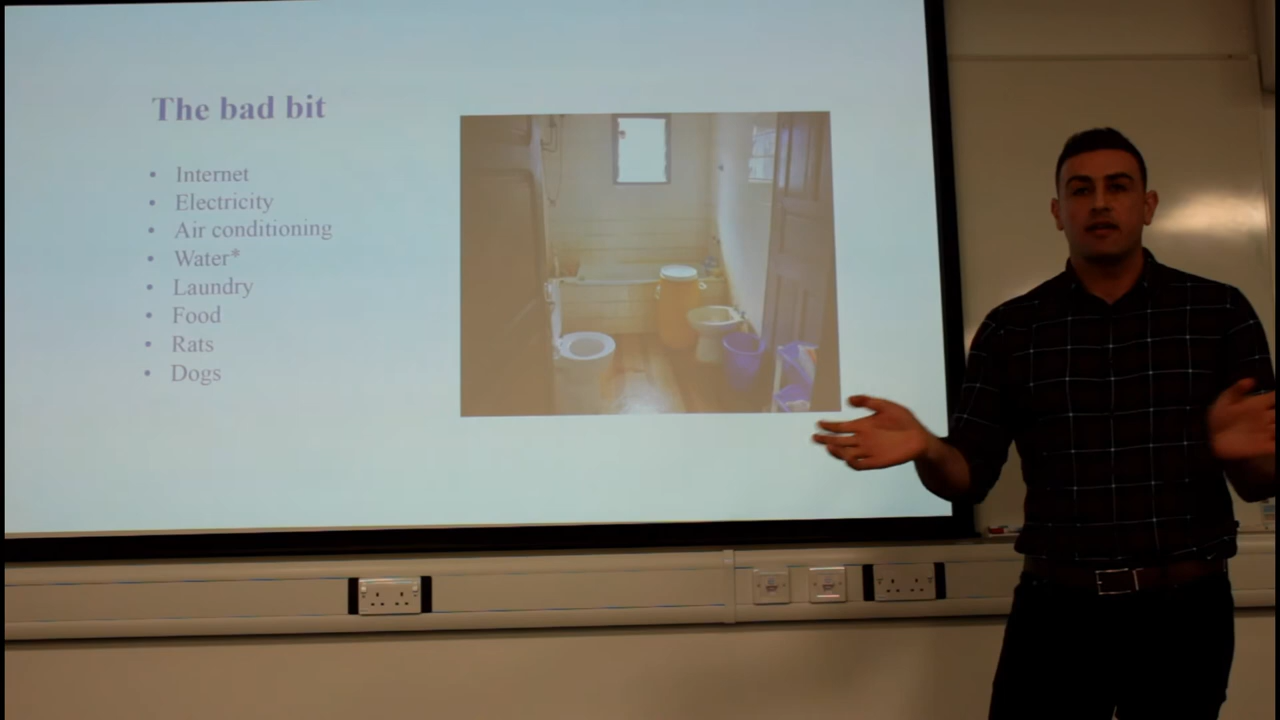 The bad bit
• Internet
• Electricity
• Air conditioning
• Water*
• Laundry
• Food
• Rats
• Dogs